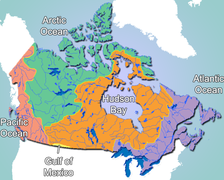 Arctic
Ocean
Atlantic
Ocean
Hudson
Bay
Pacific
Ocean
Gulf of
Mexico